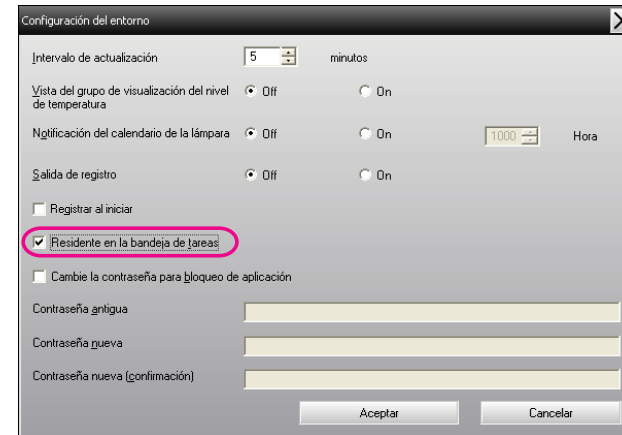 Configuración del entorno
Intervalo de actualización 5 minutos
Vista del grupo de visualización del nivel de temperatura Off On
Notificación del calendario de la lámpara Off On 1000 Hora
Salida de registro Off On
Registrar al iniciar
Residente en la bandeja de tareas
Cambie la contraseña para bloqueo de aplicación
Contraseña antigua
Contraseña nueva
Contraseña nueva (confirmación)
Aceptar Cancelar